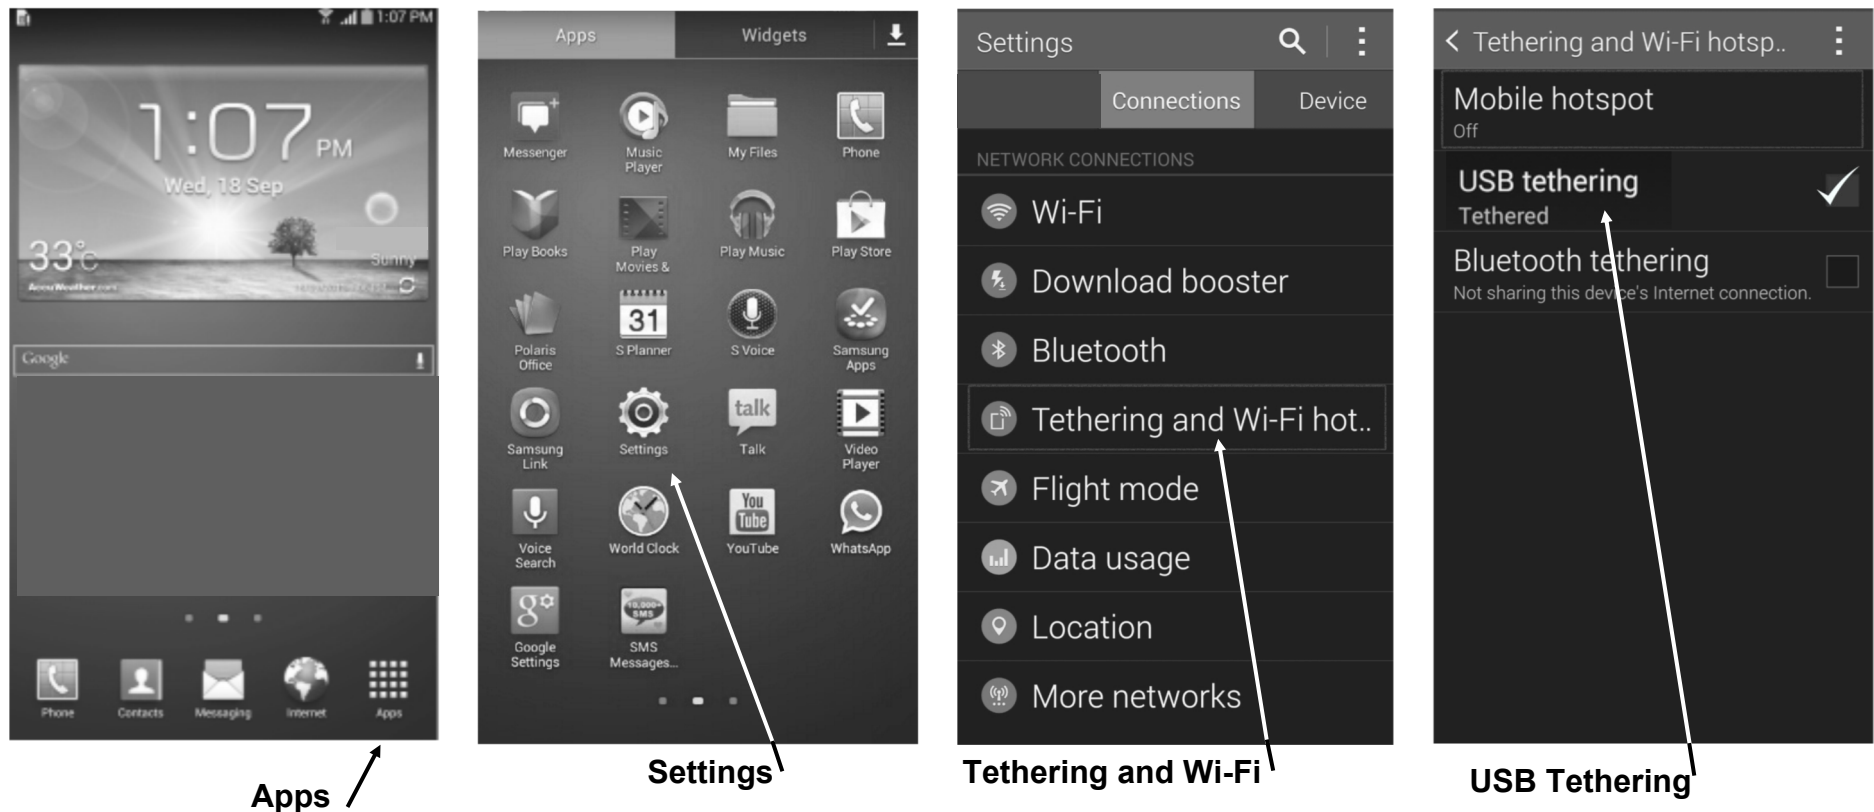 1:07 PM
1:07 PM
Wed, 18 Sep
33°C
Sunny
AccuWeather.com
Google
Phone
Contacts
Messaging
Internet
Apps
Apps
Apps
Widgets
Messenger
Music
Player
My Files
Phone
Play Books
Play
Movies &
Play Music
Play Store
31
Polaris
Office
S Planner
S Voice
Samsung
Apps
talk
Samsung
Link
Settings
Talk
Video
Player
You
Tube
Voice
Search
World Clock
YouTube
WhatsApp
g
10,000+
SMS
Google
Settings
SMS
Messages...
Settings
Settings
Connections
Device
NETWORK CONNECTIONS
Wi-Fi
Download booster
Bluetooth
Tethering and Wi-Fi hot..
Flight mode
Data usage
Location
More networks
Tethering and Wi-Fi
Tethering and Wi-Fi hotsp..
Mobile hotspot
Off
USB tethering
Tethered
Bluetooth tethering
Not sharing this device's Internet connection.
USB Tethering